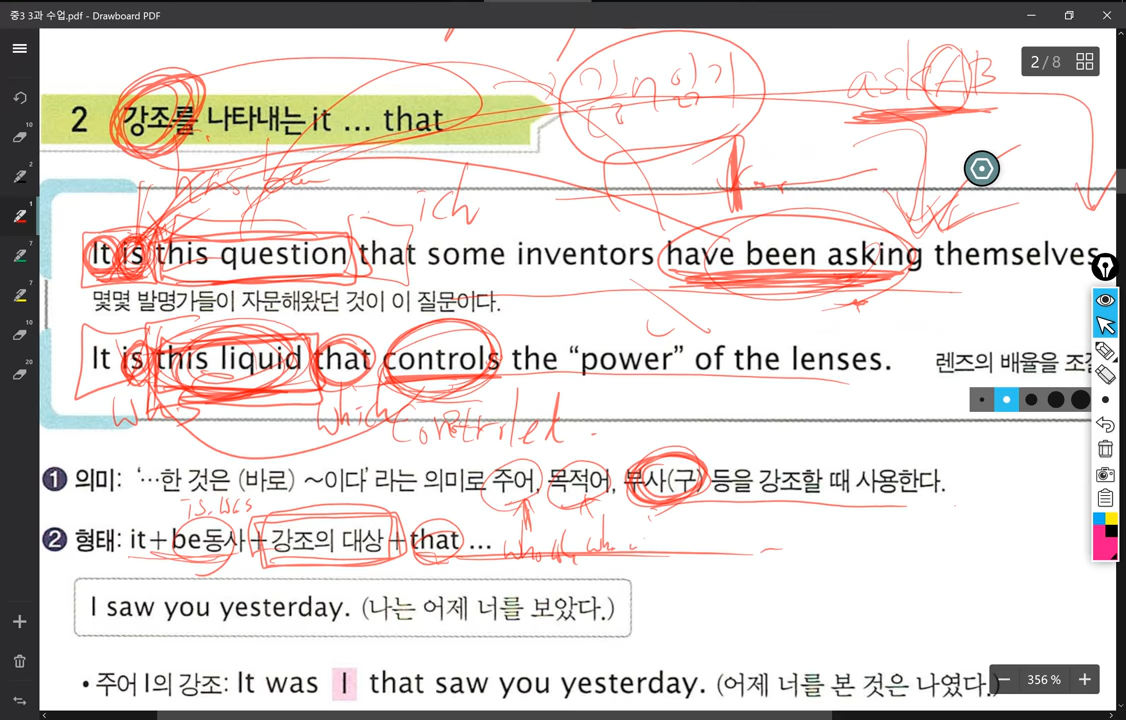 중3 3과 수업.pdf - Drawboard PDF
2 / 8
2 강조를 나타내는 it … that
ask A B
ich
It is this question that some inventors have been asking themselves
몇몇 발명가들이 자문해왔던 것이 이 질문이다.
It is this liquid that controls the “power” of the lenses. 렌즈의 배율을 조
was which controlled.
❶ 의미: ‘…한 것은 (바로) ~이다’ 라는 의미로 주어, 목적어, 부사(구) 등을 강조할 때 사용한다.
is, was
❷ 형태: it+be동사+강조의 대상+that …
I saw you yesterday. (나는 어제 너를 보았다.)
• 주어 I의 강조: It was I that saw you yesterday. (어제 너를 본 것은 나였다.)
356 %